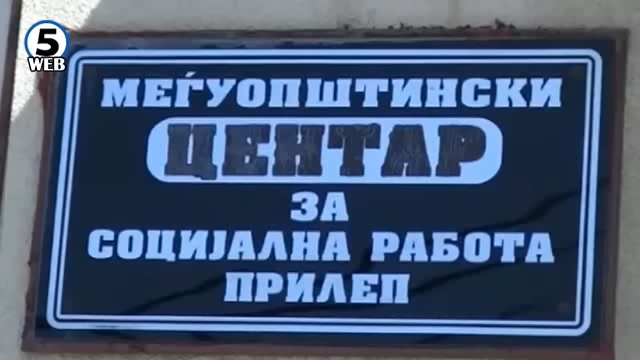 5
WEB
МЕЃУОПШТИНСКИ
ЦЕНТАР
ЗА
СОЦИЈАЛНА РАБОТА
ПРИЛЕП